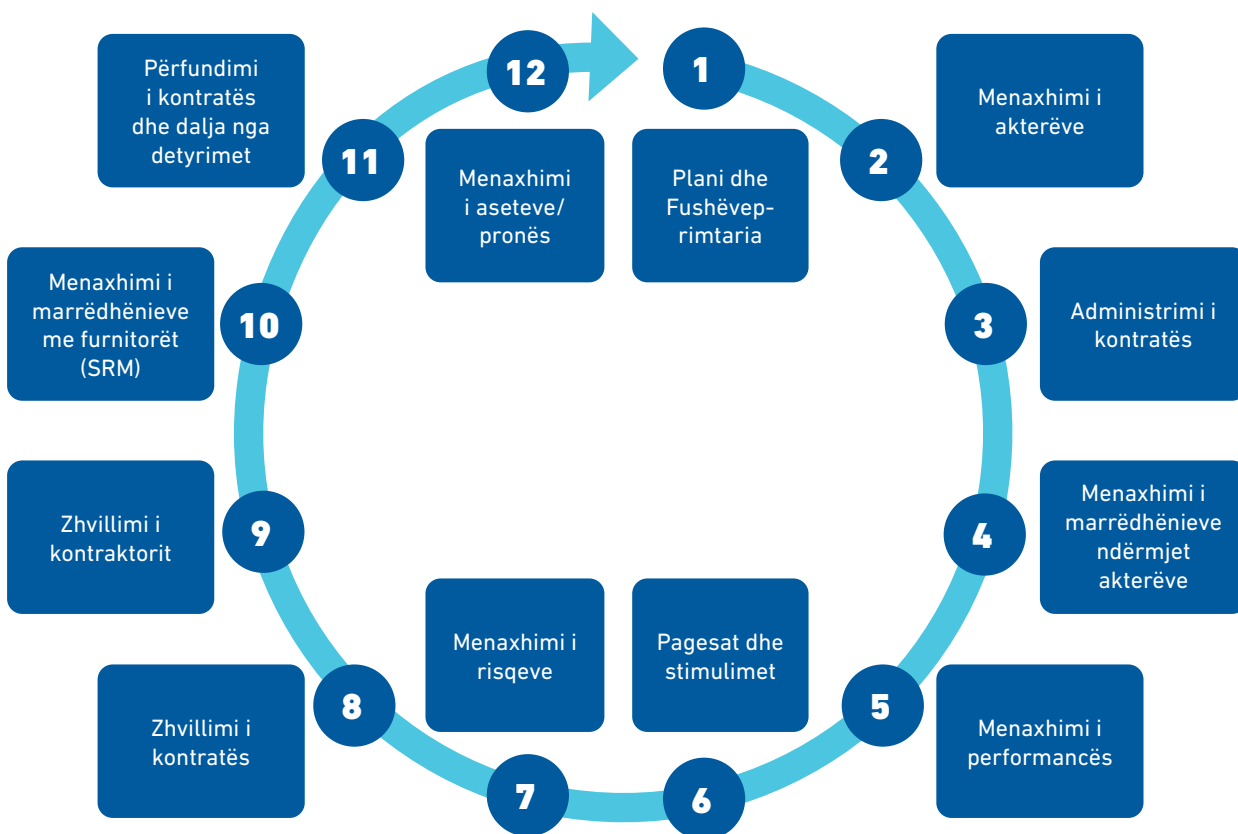 1
Plani dhe
Fushëvep-
rimtaria
2
Menaxhimi i
akterëve
3
Administrimi i
kontratës
4
Menaxhimi i
marrëdhënieve
ndërmjet
akterëve
5
Menaxhimi i
performancës
6
Pagesat dhe
stimulimet
7
Menaxhimi i
risqeve
8
Zhvillimi i
kontratës
9
Zhvillimi i
kontraktorit
10
Menaxhimi i
marrëdhënieve
me furnitorët
(SRM)
11
Përfundimi
i kontratës
dhe dalja nga
detyrimet
12
Menaxhimi
i aseteve/
pronës